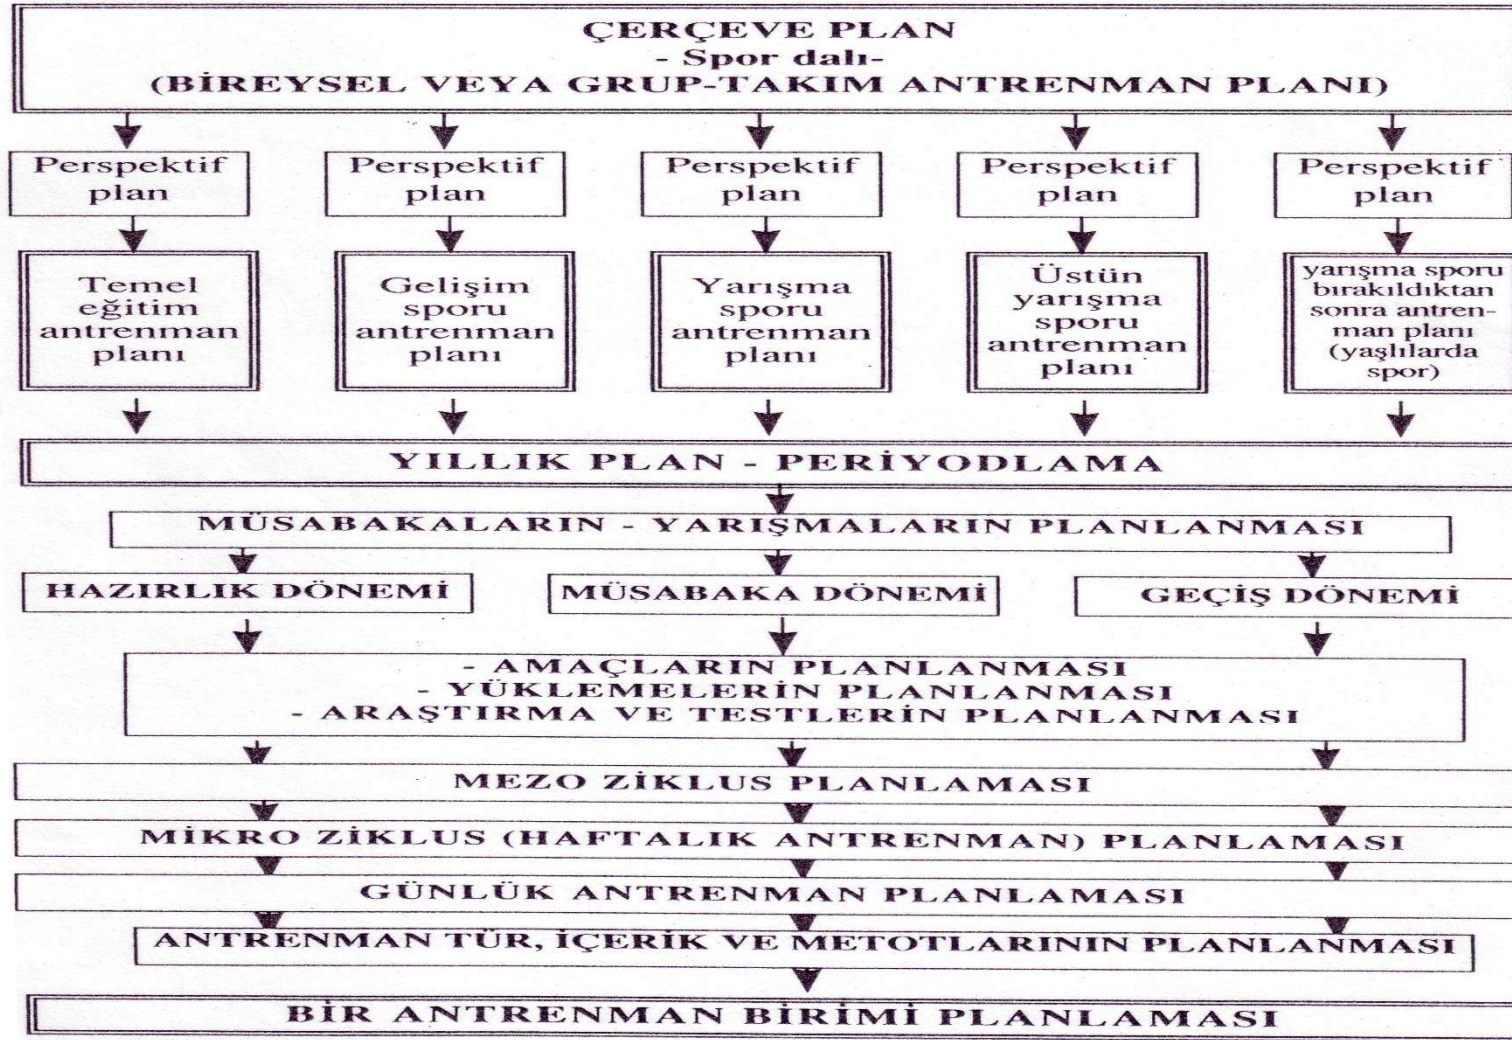 ÇERÇEVE PLAN
- Spor dalı-
(BİREYSEL VEYA GRUP-TAKIM ANTRENMAN PLANI)
Perspektif
plan
Perspektif
plan
Perspektif
plan
Perspektif
plan
Perspektif
plan
Temel
eğitim
antrenman
planı
Gelişim
sporu
antrenman
planı
Yarışma
sporu
antrenman
planı
Üstün
yarışma
sporu
antrenman
planı
yarışma sporu
bırakıldıktan
sonra antren-
man planı
(yaşlılarda
spor)
YILLIK PLAN - PERİYODLAMA
MÜSABAKALARIN - YARIŞMALARIN PLANLANMASI
HAZIRLIK DÖNEMİ
MÜSABAKA DÖNEMİ
GEÇİŞ DÖNEMİ
- AMAÇLARIN PLANLANMASI
- YÜKLEMELERİN PLANLANMASI
- ARAŞTIRMA VE TESTLERİN PLANLANMASI
MEZO ZİKLUS PLANLAMASI
MİKRO ZİKLUS (HAFTALIK ANTRENMAN) PLANLAMASI
GÜNLÜK ANTRENMAN PLANLAMASI
ANTRENMAN TÜR, İÇERİK VE METOTLARININ PLANLANMASI
BİR ANTRENMAN BİRİMİ PLANLAMASI